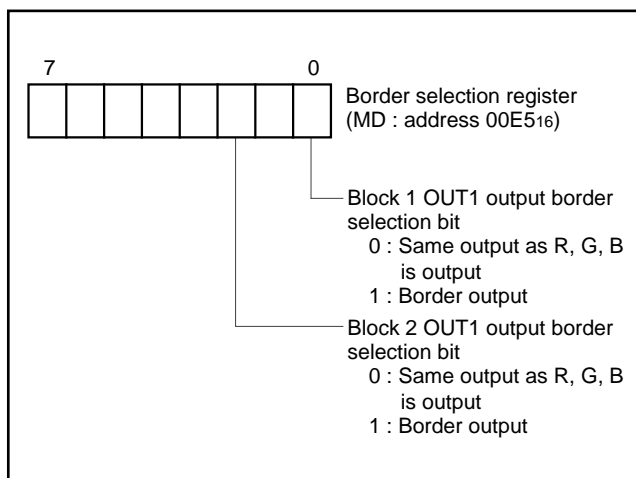 7 0
Border selection register
(MD : address 00E516)
Block 1 OUT1 output border
selection bit
0 : Same output as R, G, B
is output
1 : Border output
Block 2 OUT1 output border
selection bit
0 : Same output as R, G, B
is output
1 : Border output